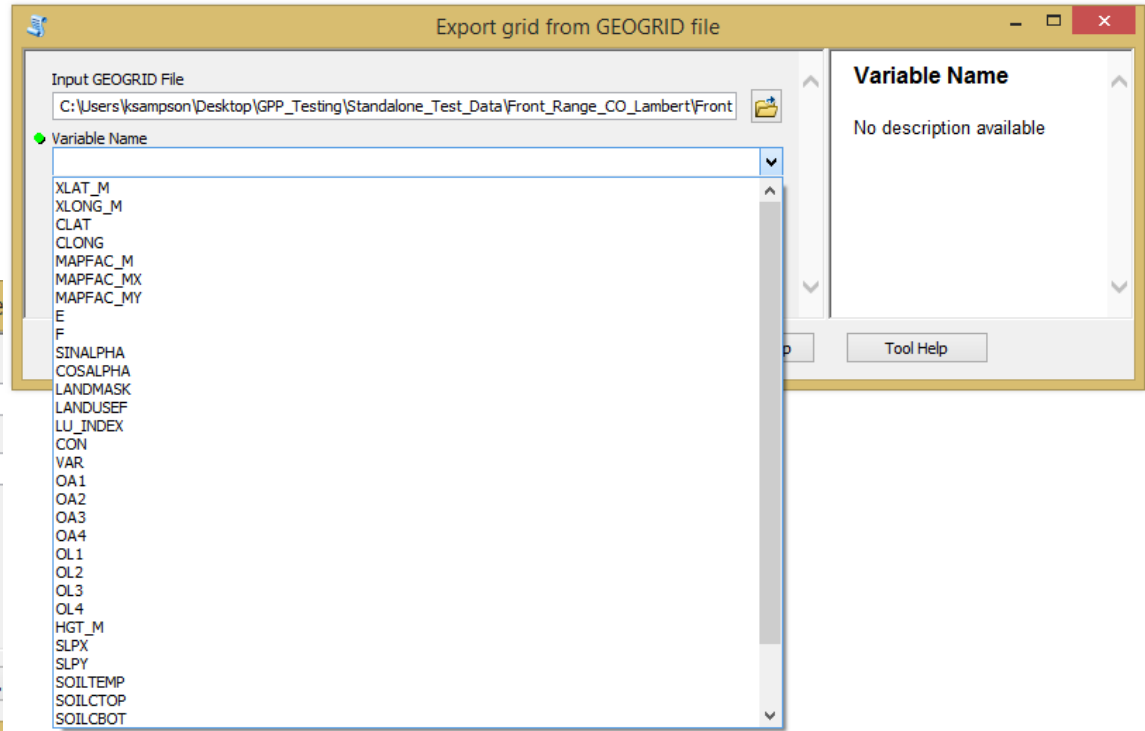 Export grid from GEOGRID file
Input GEOGRID File
C:\Users\ksampson\Desktop\GPP_Testing\Standalone_Test_Data\Front_Range_CO_Lambert\Front
Variable Name
XLAT_M
XLONG_M
CLAT
CLONG
MAPFAC_M
MAPFAC_MX
MAPFAC_MY
E
F
SINALPHA
COSALPHA
LANDMASK
LANDUSEF
LU_INDEX
CON
VAR
OA1
OA2
OA3
OA4
OL1
OL2
OL3
OL4
HGT_M
SLPX
SLPY
SOILTEMP
SOILCTOP
SOILCBOT
Variable Name
No description available
Tool Help